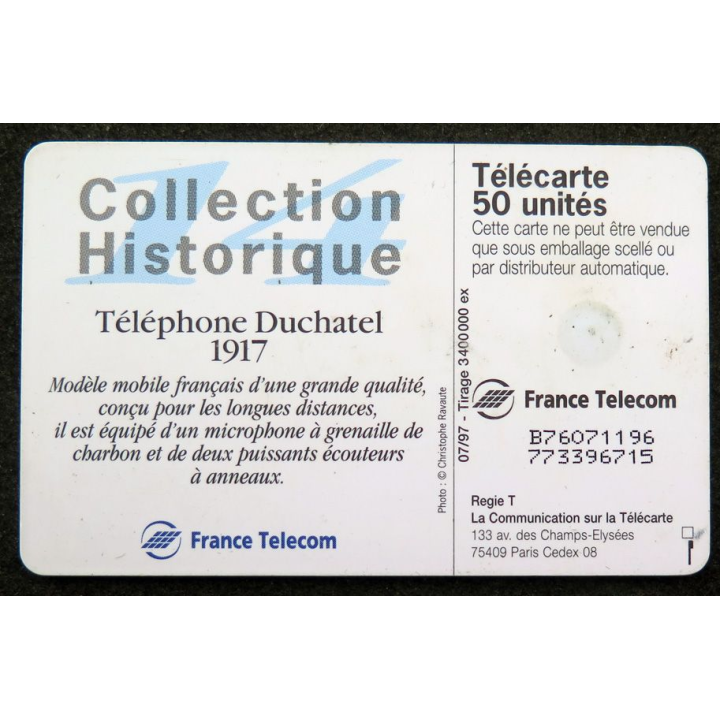 14
Collection
Historique
Téléphone Duchatel
1917
Modèle mobile français d'une grande qualité,
conçu pour les longues distances,
il est équipé d'un microphone à grenaille de
charbon et de deux puissants écouteurs
à anneaux.
France Telecom
Photo : © Christophe Ravaute
07/97 - Tirage 3400000 ex
Télécarte
50 unités
Cette carte ne peut être vendue
que sous emballage scellé ou
par distributeur automatique.
France Telecom
B76071196
773396715
Regie T
La Communication sur la Télécarte
133 av. des Champs-Elysées
75409 Paris Cedex 08